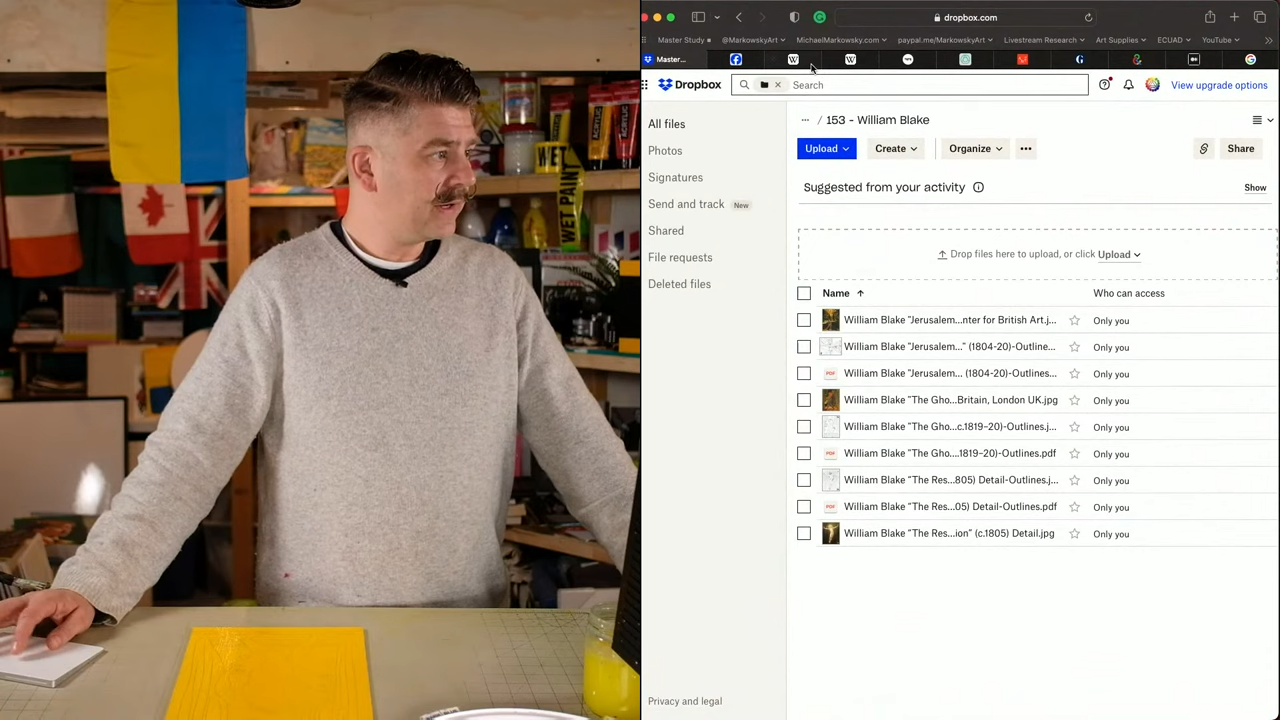 ACRYLIC
ACRYLIC
WET
WET PAINT
dropbox.com
Master Study
@MarkowskyArt
MichaelMarkowsky.com
paypal.me/MarkowskyArt
Livestream Research
Art Supplies
ECUAD
YouTube
Master...
Dropbox
Search
View upgrade options
All files
Photos
Signatures
Send and track New
Shared
File requests
Deleted files
Privacy and legal
... / 153 - William Blake
Upload
Create
Organize
Share
Suggested from your activity
Show
Drop files here to upload, or click Upload
Name
Who can access
William Blake "Jerusalem...nter for British Art.j...
Only you
William Blake "Jerusalem..." (1804-20)-Outline...
Only you
PDF
William Blake "Jerusalem... (1804-20)-Outlines...
Only you
William Blake "The Gho...Britain, London UK.jpg
Only you
William Blake "The Gho...c.1819–20)-Outlines.j...
Only you
PDF
William Blake "The Gho....1819–20)-Outlines.pdf
Only you
William Blake "The Res...805) Detail-Outlines.j...
Only you
PDF
William Blake "The Res...05) Detail-Outlines.pdf
Only you
William Blake "The Res...ion" (c.1805) Detail.jpg
Only you